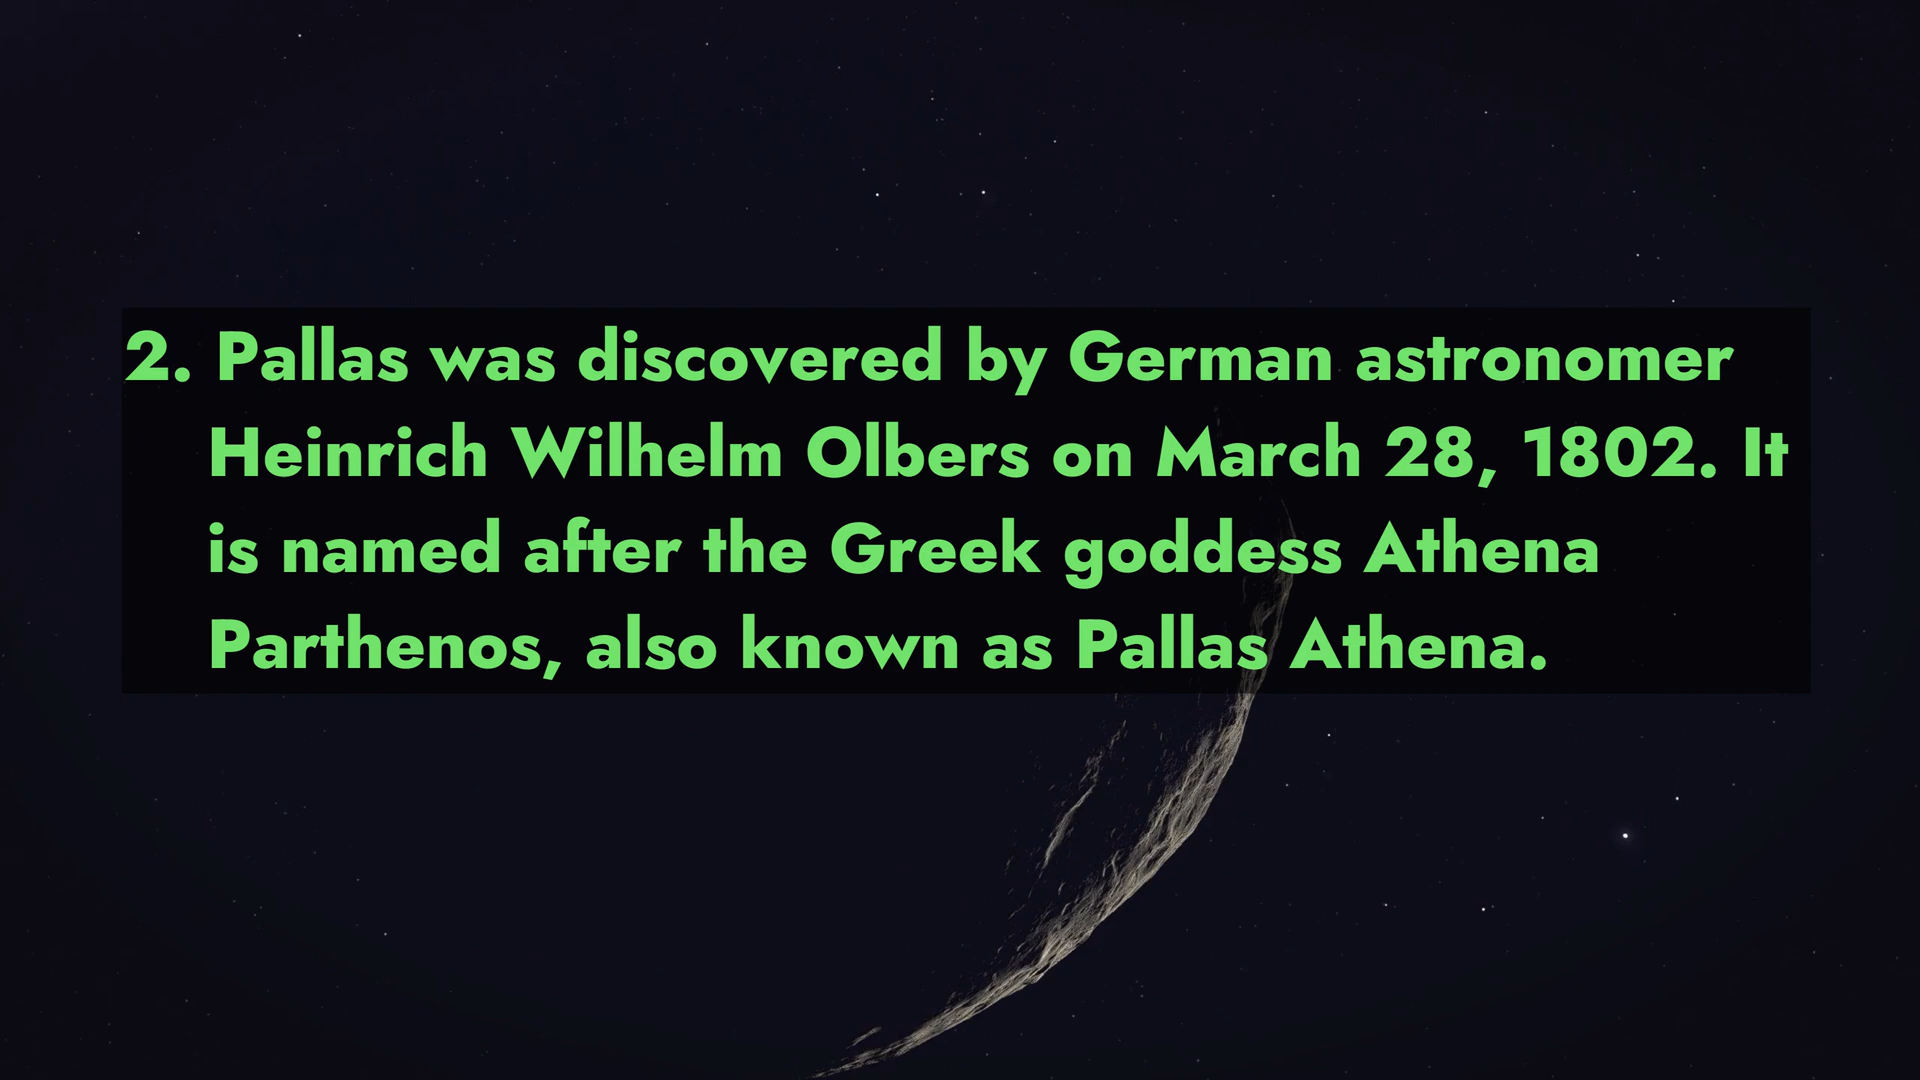 2. Pallas was discovered by German astronomer
Heinrich Wilhelm Olbers on March 28, 1802. It
is named after the Greek goddess Athena
Parthenos, also known as Pallas Athena.